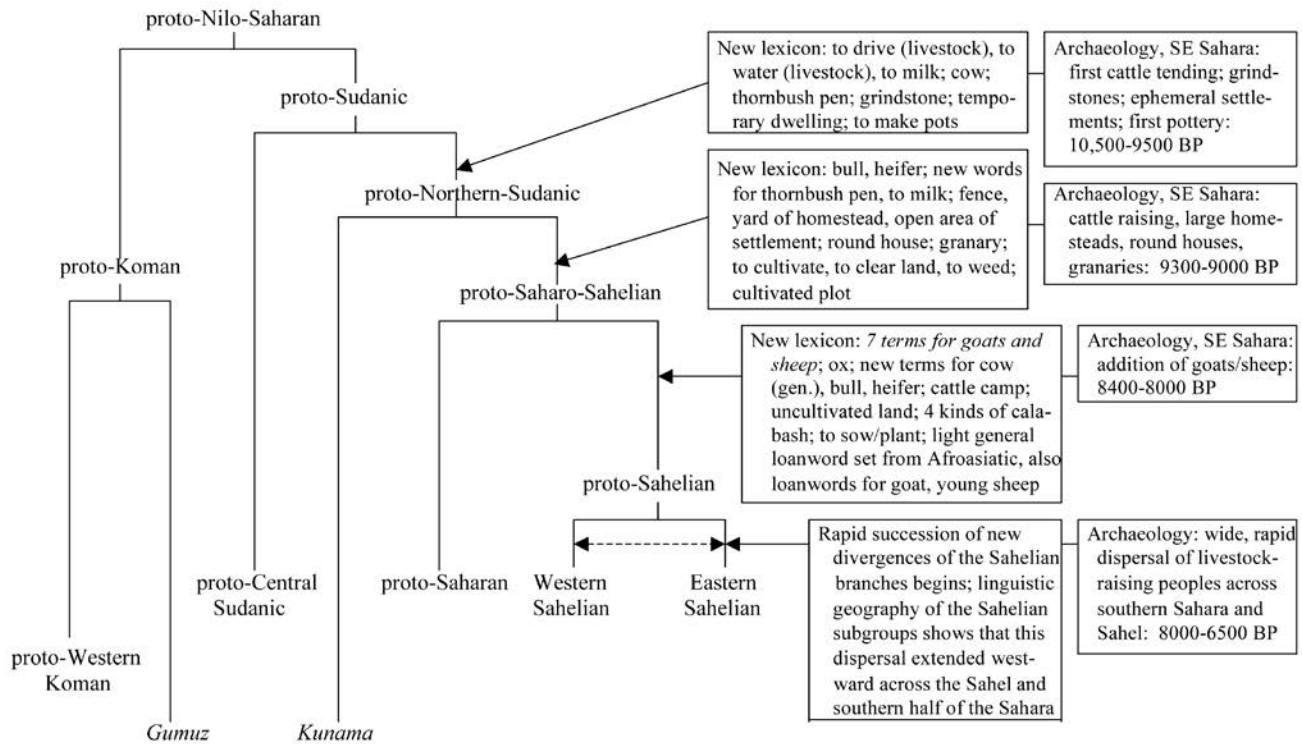 proto-Nilo-Saharan
proto-Sudanic
proto-Northern-Sudanic
proto-Koman
proto-Saharo-Sahelian
proto-Sahelian
proto-Central
Sudanic
proto-Saharan
Western
Sahelian
Eastern
Sahelian
proto-Western
Koman
Gumuz
Kunama
New lexicon: to drive (livestock), to
water (livestock), to milk; cow;
thornbush pen; grindstone; tempo-
rary dwelling; to make pots
Archaeology, SE Sahara:
first cattle tending; grind-
stones; ephemeral settle-
ments; first pottery:
10,500-9500 BP
New lexicon: bull, heifer; new words
for thornbush pen, to milk; fence,
yard of homestead, open area of
settlement; round house; granary;
to cultivate, to clear land, to weed;
cultivated plot
Archaeology, SE Sahara:
cattle raising, large home-
steads, round houses,
granaries: 9300-9000 BP
New lexicon: 7 terms for goats and
sheep; ox; new terms for cow
(gen.), bull, heifer; cattle camp;
uncultivated land; 4 kinds of cala-
bash; to sow/plant; light general
loanword set from Afroasiatic, also
loanwords for goat, young sheep
Archaeology, SE Sahara:
addition of goats/sheep:
8400-8000 BP
Rapid succession of new
divergences of the Sahelian
branches begins; linguistic
geography of the Sahelian
subgroups shows that this
dispersal extended west-
ward across the Sahel and
southern half of the Sahara
Archaeology: wide, rapid
dispersal of livestock-
raising peoples across
southern Sahara and
Sahel: 8000-6500 BP